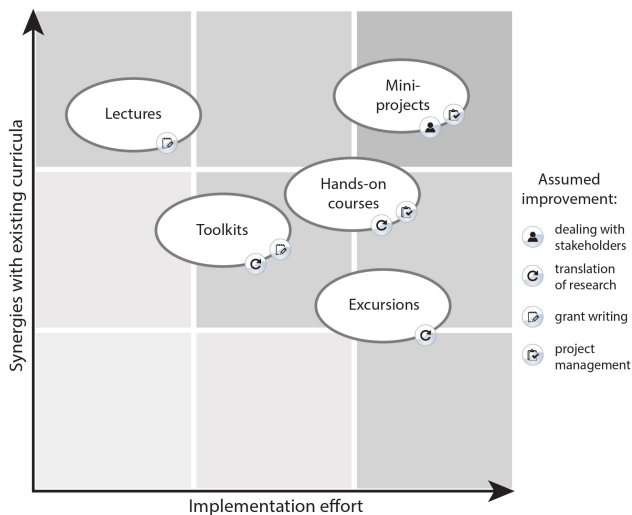 Synergies with existing curricula
Lectures
Mini-
projects
Hands-on
courses
Toolkits
Excursions
Implementation effort
Assumed
improvement:
dealing with
stakeholders
translation
of research
grant writing
project
management